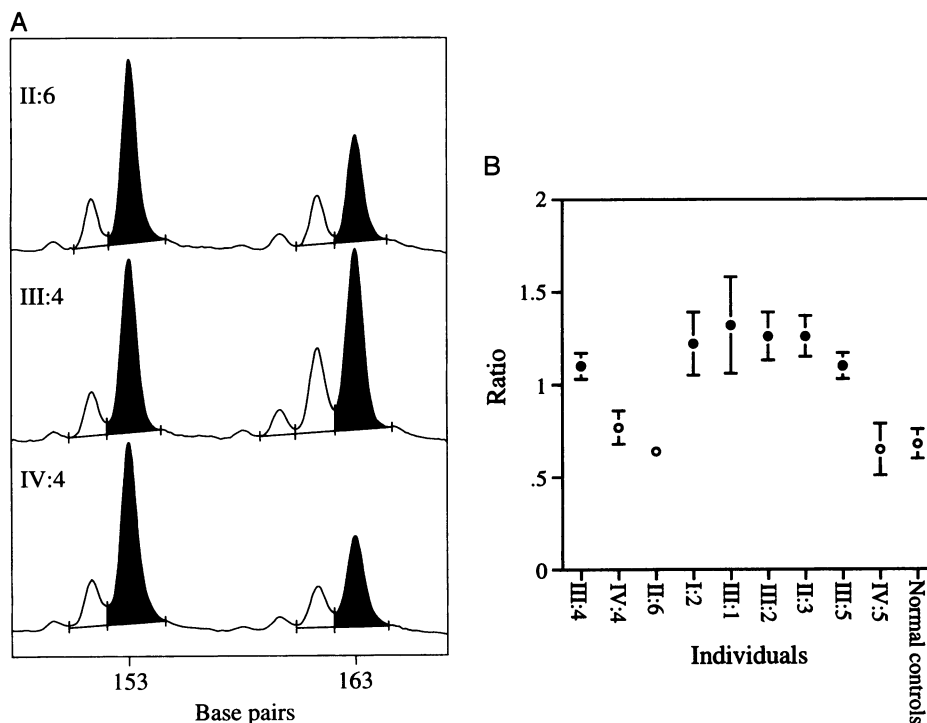 A
II:6
III:4
IV:4
153 163
Base pairs
B
2
1.5
1
.5
0
Ratio
III:4
IV:4
II:6
I:2
III:1
III:2
II:3
III:5
IV:5
Normal controls
Individuals